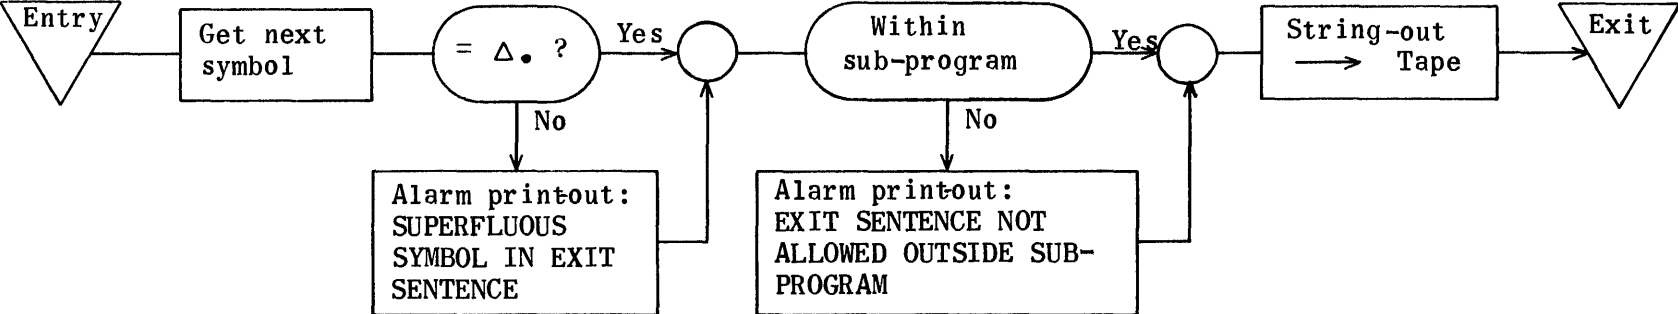 Entry
Get next
symbol
= Δ. ?
Yes
No
Alarm print-out:
SUPERFLUOUS
SYMBOL IN EXIT
SENTENCE
Within
sub-program
Yes
No
Alarm print-out:
EXIT SENTENCE NOT
ALLOWED OUTSIDE SUB-
PROGRAM
String-out
⟶ Tape
Exit